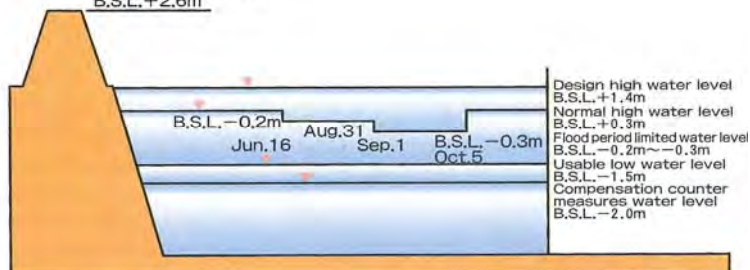 B.S.L.+2.6m
Design high water level
B.S.L.+1.4m
Normal high water level
B.S.L.+0.3m
Flood period limited water level
B.S.L.−0.2m～−0.3m
Usable low water level
B.S.L.−1.5m
Compensation counter
measures water level
B.S.L.−2.0m
B.S.L.−0.2m
Jun.16
Aug.31
Sep.1
B.S.L.−0.3m
Oct.5